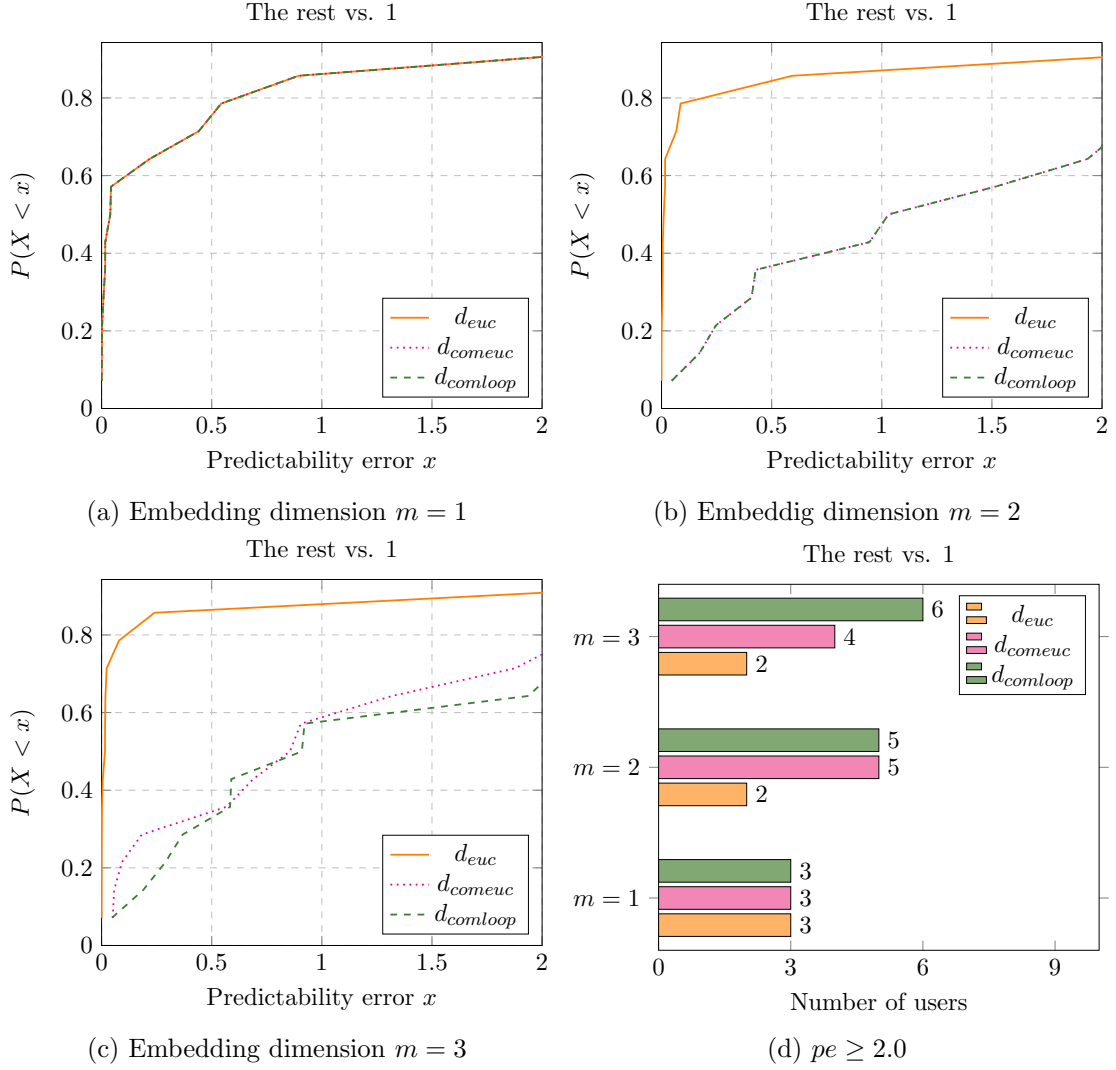 The rest vs. 1
P(X < x)
0.8
0.6
0.4
0.2
0
0 0.5 1 1.5 2
Predictability error x
d_euc
d_comeuc
d_comloop
(a) Embedding dimension m = 1
The rest vs. 1
P(X < x)
0.8
0.6
0.4
0.2
0
0 0.5 1 1.5 2
Predictability error x
d_euc
d_comeuc
d_comloop
(b) Embeddig dimension m = 2
The rest vs. 1
P(X < x)
0.8
0.6
0.4
0.2
0
0 0.5 1 1.5 2
Predictability error x
d_euc
d_comeuc
d_comloop
(c) Embedding dimension m = 3
The rest vs. 1
d_euc
d_comeuc
d_comloop
6
m = 3 4
2
5
m = 2 5
2
3
m = 1 3
3
0 3 6 9
Number of users
(d) pe ≥ 2.0